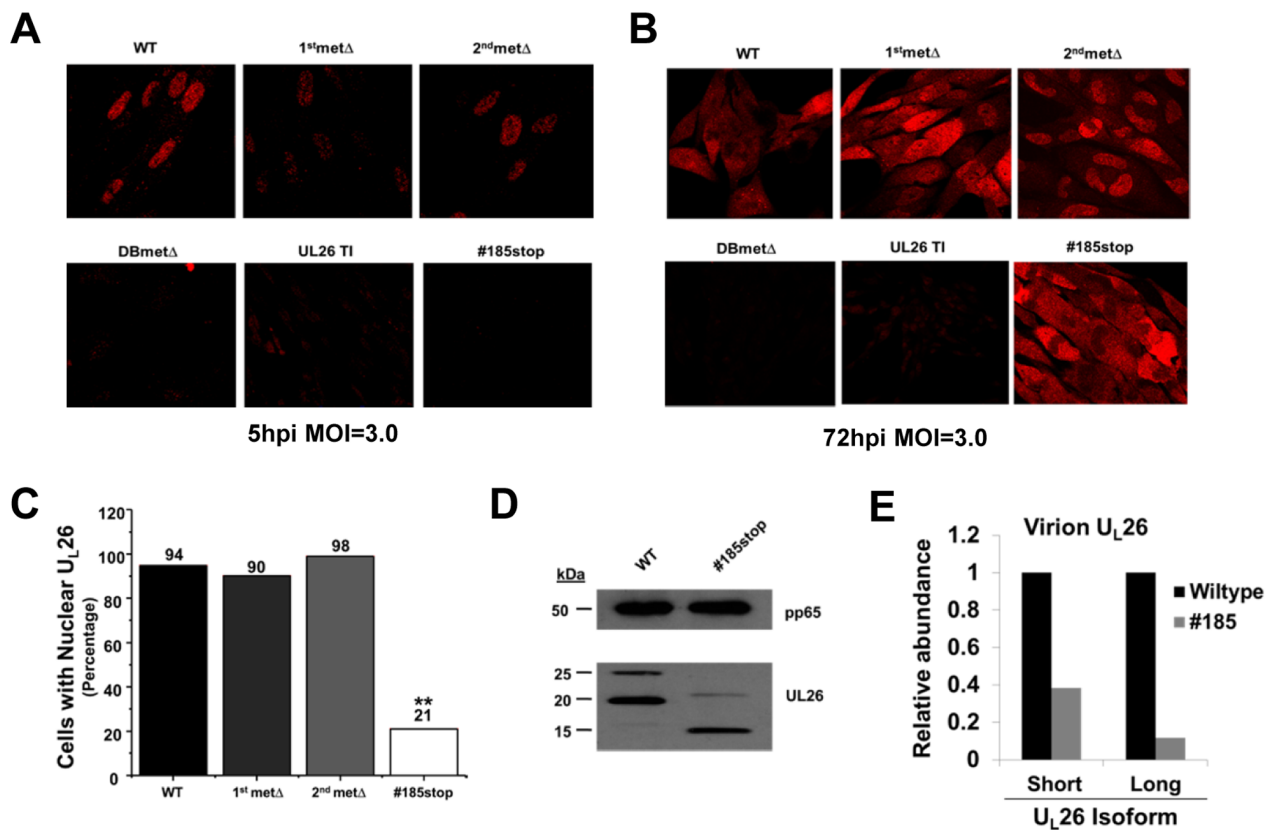 A
WT
1stmetΔ
2ndmetΔ
DBmetΔ
UL26 TI
#185stop
5hpi MOI=3.0
B
WT
1stmetΔ
2ndmetΔ
DBmetΔ
UL26 TI
#185stop
72hpi MOI=3.0
C
Cells with Nuclear UL26
(Percentage)
120
100
80
60
40
20
0
94
90
98
**
21
WT
1st metΔ
2nd metΔ
#185stop
D
WT
#185stop
kDa
50
pp65
25
20
15
UL26
E
Virion UL26
Relative abundance
1.2
1
0.8
0.6
0.4
0.2
0
Wiltype
#185
Short
Long
UL26 Isoform